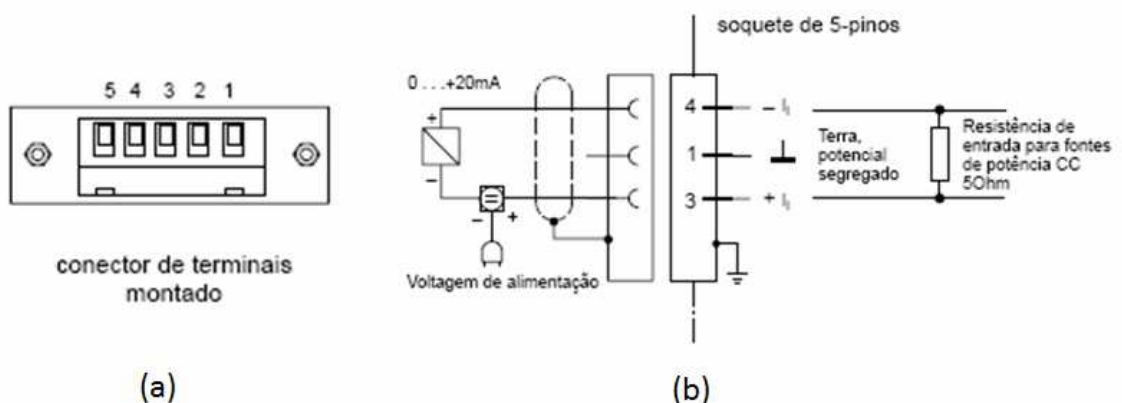 5 4 3 2 1
conector de terminais
montado
(a)
soquete de 5-pinos
0 . . .+20mA
+
−
− +
Voltagem de alimentação
4 − I
1
3 + I
Terra,
potencial
segregado
Resistência de
entrada para fontes
de potência CC
5Ohm
(b)